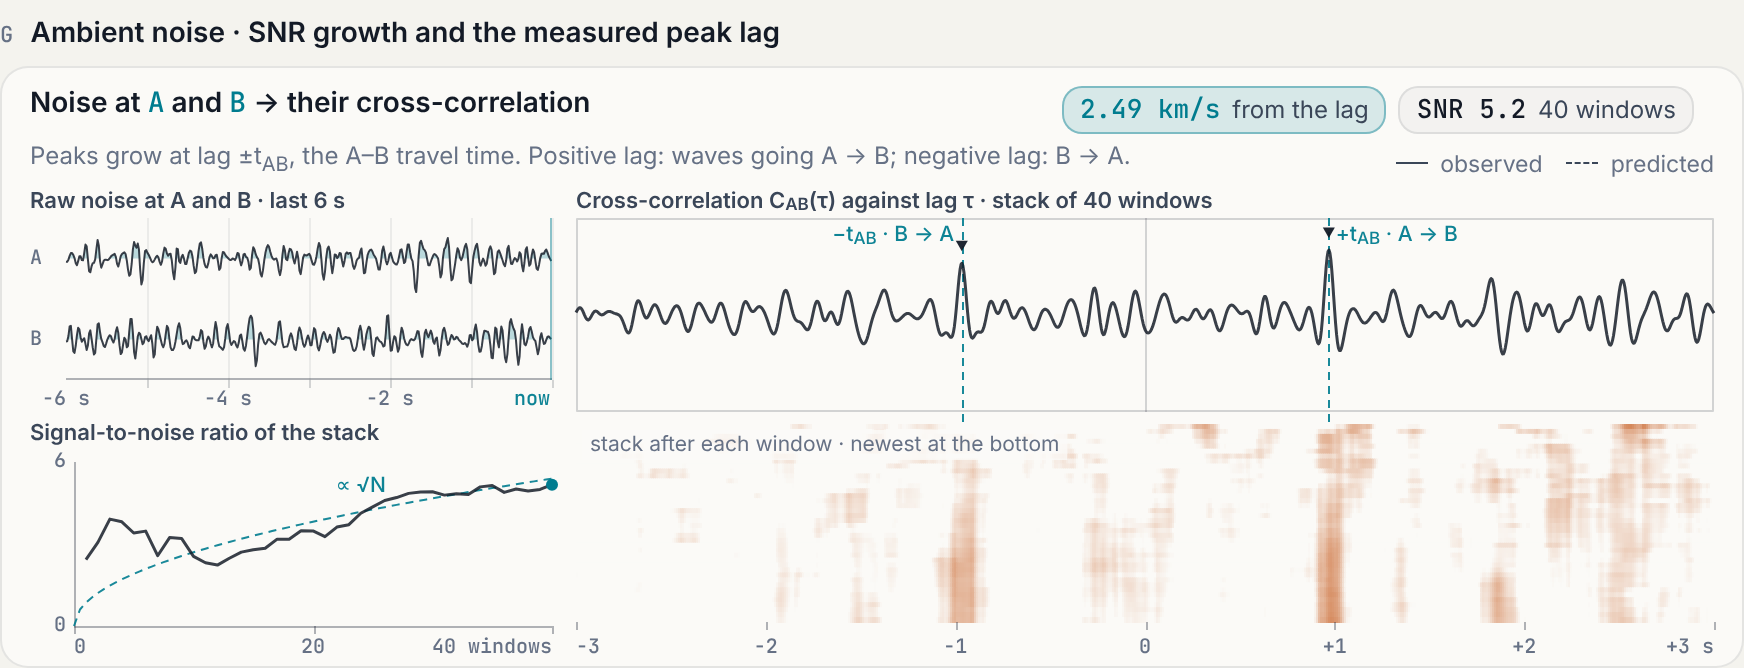 G Ambient noise · SNR growth and the measured peak lag
Noise at A and B → their cross-correlation
2.49 km/s from the lag
SNR 5.2 40 windows
Peaks grow at lag ±tAB, the A–B travel time. Positive lag: waves going A → B; negative lag: B → A.
observed
predicted
Raw noise at A and B · last 6 s
A
B
-6 s
-4 s
-2 s
now
Cross-correlation CAB(τ) against lag τ · stack of 40 windows
−tAB · B → A
+tAB · A → B
Signal-to-noise ratio of the stack
6
∝ √N
0
0
20
40 windows
stack after each window · newest at the bottom
-3
-2
-1
0
+1
+2
+3 s